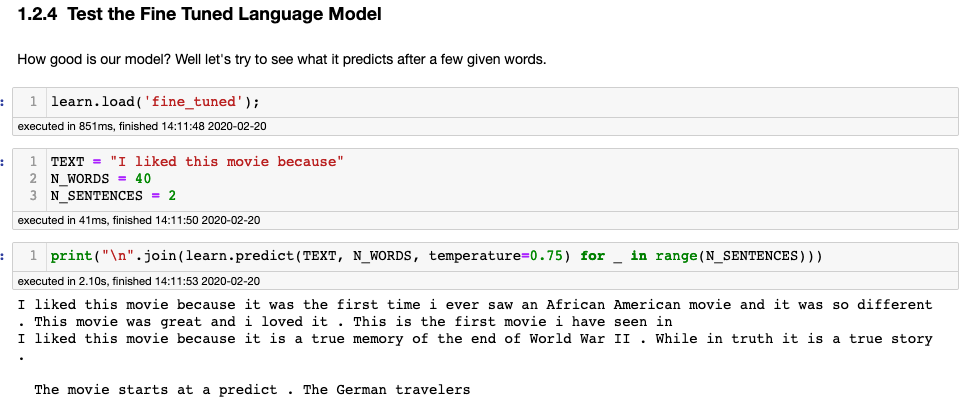 1.2.4 Test the Fine Tuned Language Model
How good is our model? Well let's try to see what it predicts after a few given words.
: 1 learn.load('fine_tuned');
executed in 851ms, finished 14:11:48 2020-02-20
: 1 TEXT = "I liked this movie because"
2 N_WORDS = 40
3 N_SENTENCES = 2
executed in 41ms, finished 14:11:50 2020-02-20
: 1 print("\n".join(learn.predict(TEXT, N_WORDS, temperature=0.75) for _ in range(N_SENTENCES)))
executed in 2.10s, finished 14:11:53 2020-02-20
I liked this movie because it was the first time i ever saw an African American movie and it was so different
. This movie was great and i loved it . This is the first movie i have seen in
I liked this movie because it is a true memory of the end of World War II . While in truth it is a true story
.
The movie starts at a predict . The German travelers